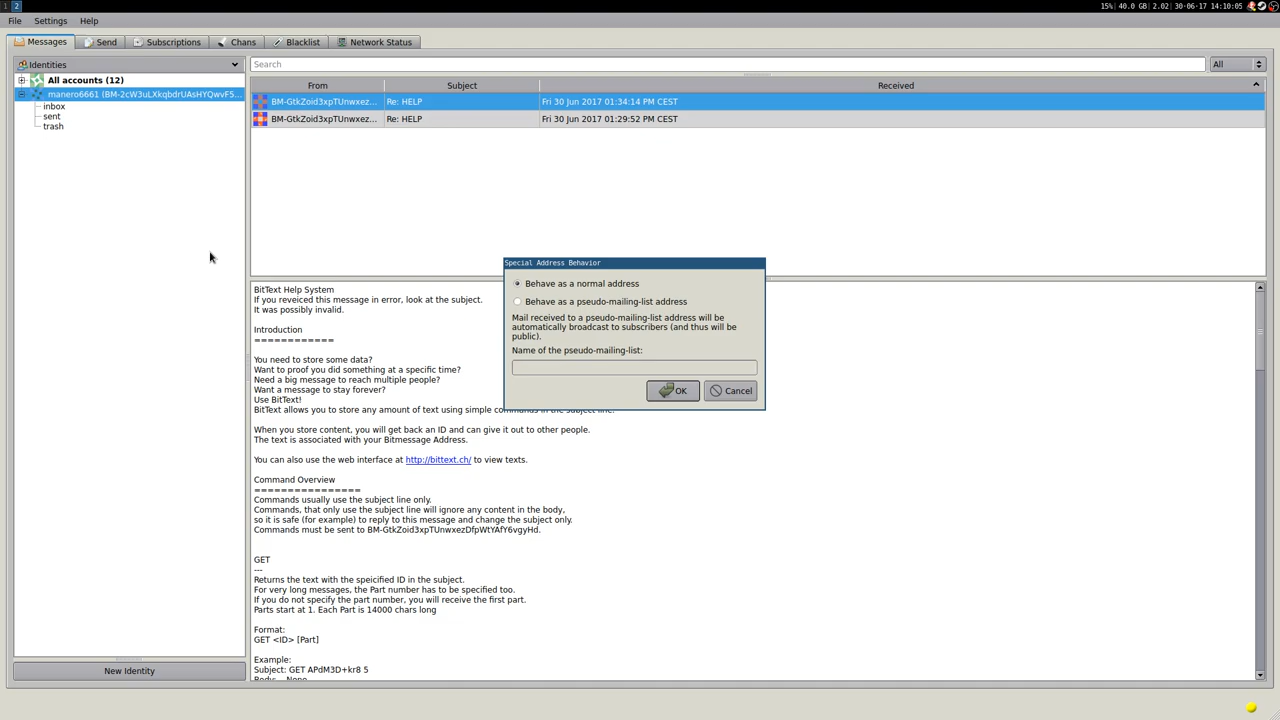 1 2 15% 40.0 GB 2.02 30-06-17 14:10:05
File Settings Help
Messages Send Subscriptions Chans Blacklist Network Status
Identities
All accounts (12)
manero6661 (BM-2cW3uLXkqbdrUAsHYQwvF5...
inbox
sent
trash
New Identity
Search All
From Subject Received
BM-GtkZoid3xpTUnwxez... Re: HELP Fri 30 Jun 2017 01:34:14 PM CEST
BM-GtkZoid3xpTUnwxez... Re: HELP Fri 30 Jun 2017 01:29:52 PM CEST
Special Address Behavior
Behave as a normal address
Behave as a pseudo-mailing-list address
Mail received to a pseudo-mailing-list address will be
automatically broadcast to subscribers (and thus will be
public).
Name of the pseudo-mailing-list:
OK Cancel
BitText Help System
If you reveiced this message in error, look at the subject.
It was possibly invalid.
Introduction
============
You need to store some data?
Want to proof you did something at a specific time?
Need a big message to reach multiple people?
Want a message to stay forever?
Use BitText!
BitText allows you to store any amount of text using simple commands in the subject line.
When you store content, you will get back an ID and can give it out to other people.
The text is associated with your Bitmessage Address.
You can also use the web interface at http://bittext.ch/ to view texts.
Command Overview
================
Commands usually use the subject line only.
Commands, that only use the subject line will ignore any content in the body,
so it is safe (for example) to reply to this message and change the subject only.
Commands must be sent to BM-GtkZoid3xpTUnwxezDfpWtYAfY6vgyHd.
GET
---
Returns the text with the speicified ID in the subject.
For very long messages, the Part number has to be specified too.
If you do not specify the part number, you will receive the first part.
Parts start at 1. Each Part is 14000 chars long
Format:
GET <ID> [Part]
Example:
Subject: GET APdM3D+kr8 5